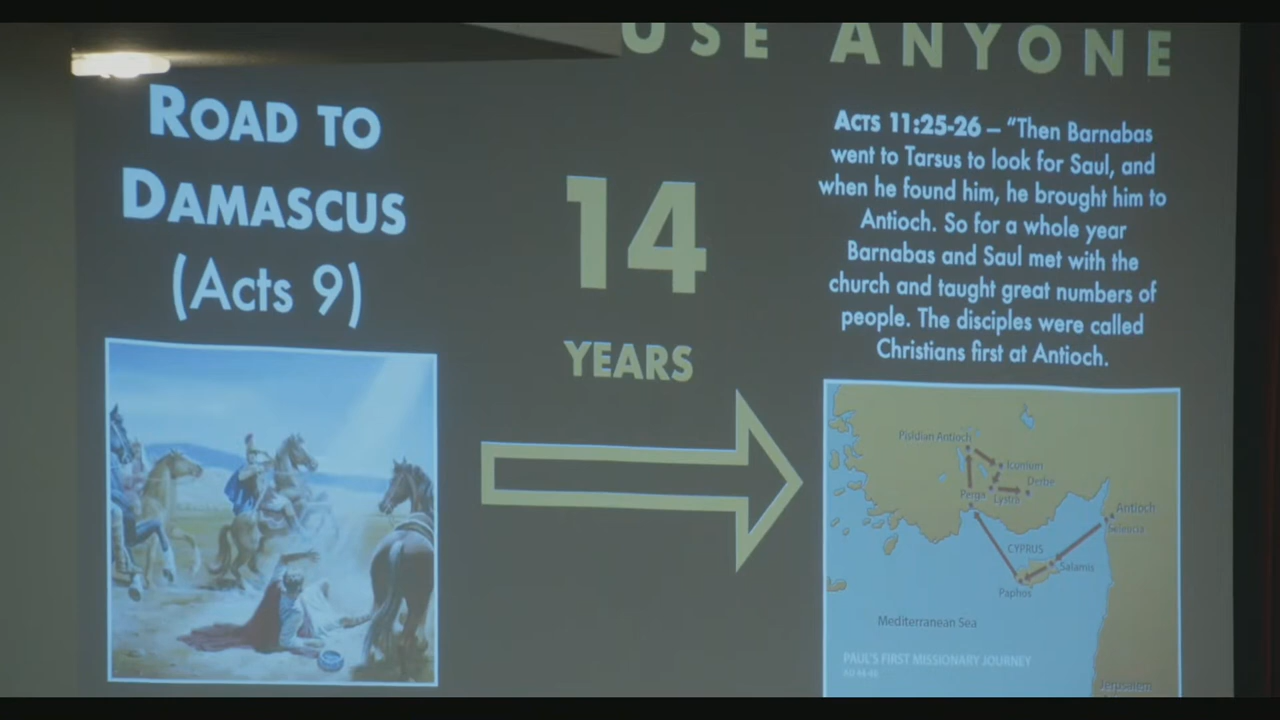 USE ANYONE
ROAD TO
DAMASCUS
(Acts 9)
14
YEARS
ACTS 11:25-26 – "Then Barnabas
went to Tarsus to look for Saul, and
when he found him, he brought him to
Antioch. So for a whole year
Barnabas and Saul met with the
church and taught great numbers of
people. The disciples were called
Christians first at Antioch.
Pisidian Antioch
Iconium
Derbe
Lystra
Perga
Antioch
Seleucia
CYPRUS
Salamis
Paphos
Mediterranean Sea
PAUL'S FIRST MISSIONARY JOURNEY
Jerusalem